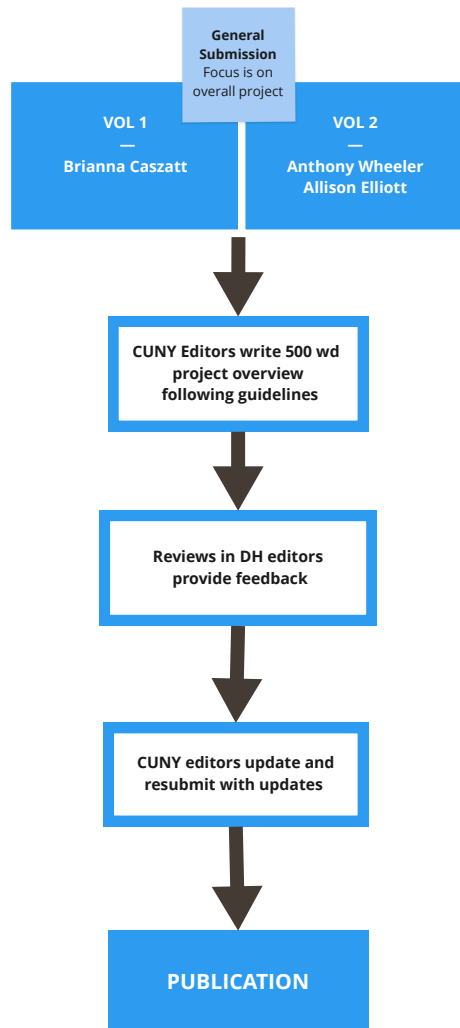 General
Submission
Focus is on
overall project
VOL 1
—
Brianna Caszatt
VOL 2
—
Anthony Wheeler
Allison Elliott
CUNY Editors write 500 wd
project overview
following guidelines
Reviews in DH editors
provide feedback
CUNY editors update and
resubmit with updates
PUBLICATION